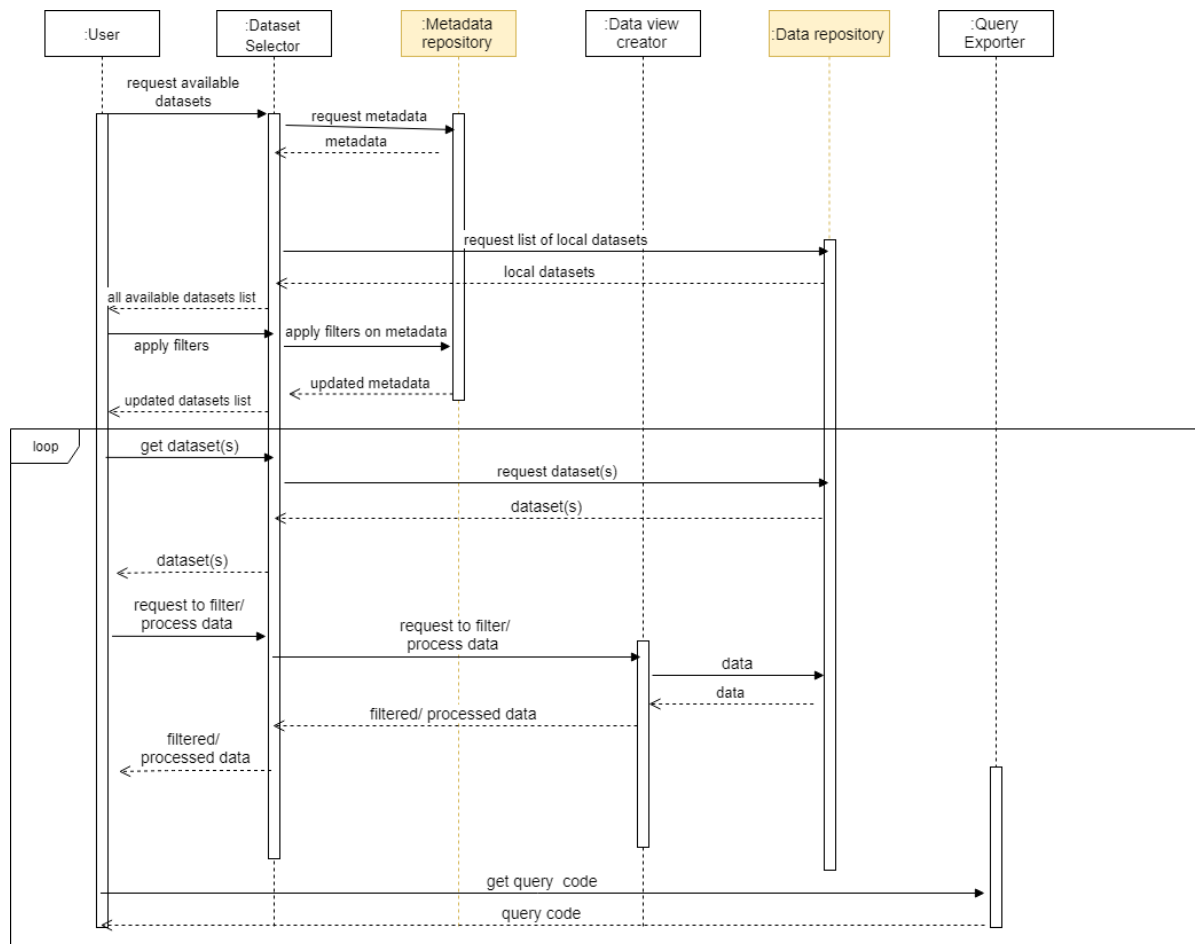 :User
:Dataset
Selector
:Metadata
repository
:Data view
creator
:Data repository
:Query
Exporter
request available
datasets
request metadata
metadata
request list of local datasets
local datasets
all available datasets list
apply filters
apply filters on metadata
updated metadata
updated datasets list
loop
get dataset(s)
request dataset(s)
dataset(s)
dataset(s)
request to filter/
process data
request to filter/
process data
data
data
filtered/ processed data
filtered/
processed data
get query code
query code